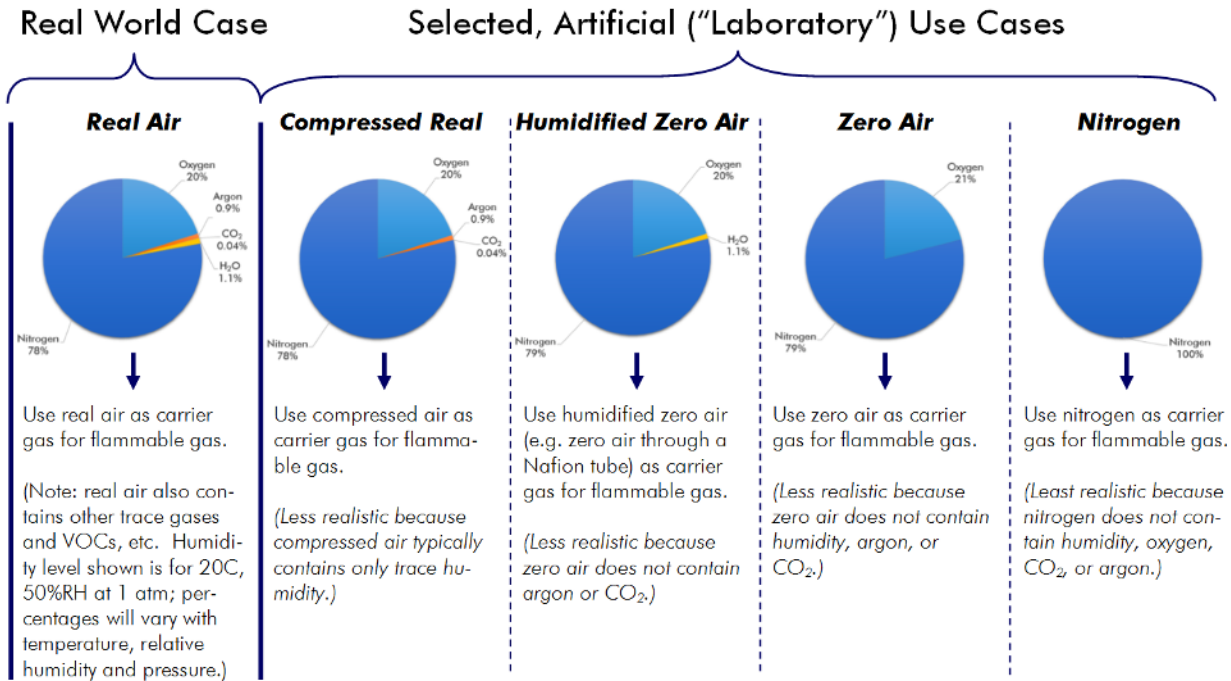 Real World Case
Selected, Artificial (“Laboratory”) Use Cases
Real Air
Oxygen
20%
Argon
0.9%
CO₂
0.04%
H₂O
1.1%
Nitrogen
78%
Use real air as carrier
gas for flammable gas.
(Note: real air also con-
tains other trace gases
and VOCs, etc. Humidi-
ty level shown is for 20C,
50%RH at 1 atm; per-
centages will vary with
temperature, relative
humidity and pressure.)
Compressed Real
Oxygen
20%
Argon
0.9%
CO₂
0.04%
Nitrogen
78%
Use compressed air as
carrier gas for flamma-
ble gas.
(Less realistic because
compressed air typically
contains only trace hu-
midity.)
Humidified Zero Air
Oxygen
20%
H₂O
1.1%
Nitrogen
79%
Use humidified zero air
(e.g. zero air through a
Nafion tube) as carrier
gas for flammable gas.
(Less realistic because
zero air does not contain
argon or CO₂.)
Zero Air
Oxygen
21%
Nitrogen
79%
Use zero air as carrier
gas for flammable gas.
(Less realistic because
zero air does not contain
humidity, argon, or
CO₂.)
Nitrogen
Nitrogen
100%
Use nitrogen as carrier
gas for flammable gas.
(Least realistic because
nitrogen does not con-
tain humidity, oxygen,
CO₂, or argon.)